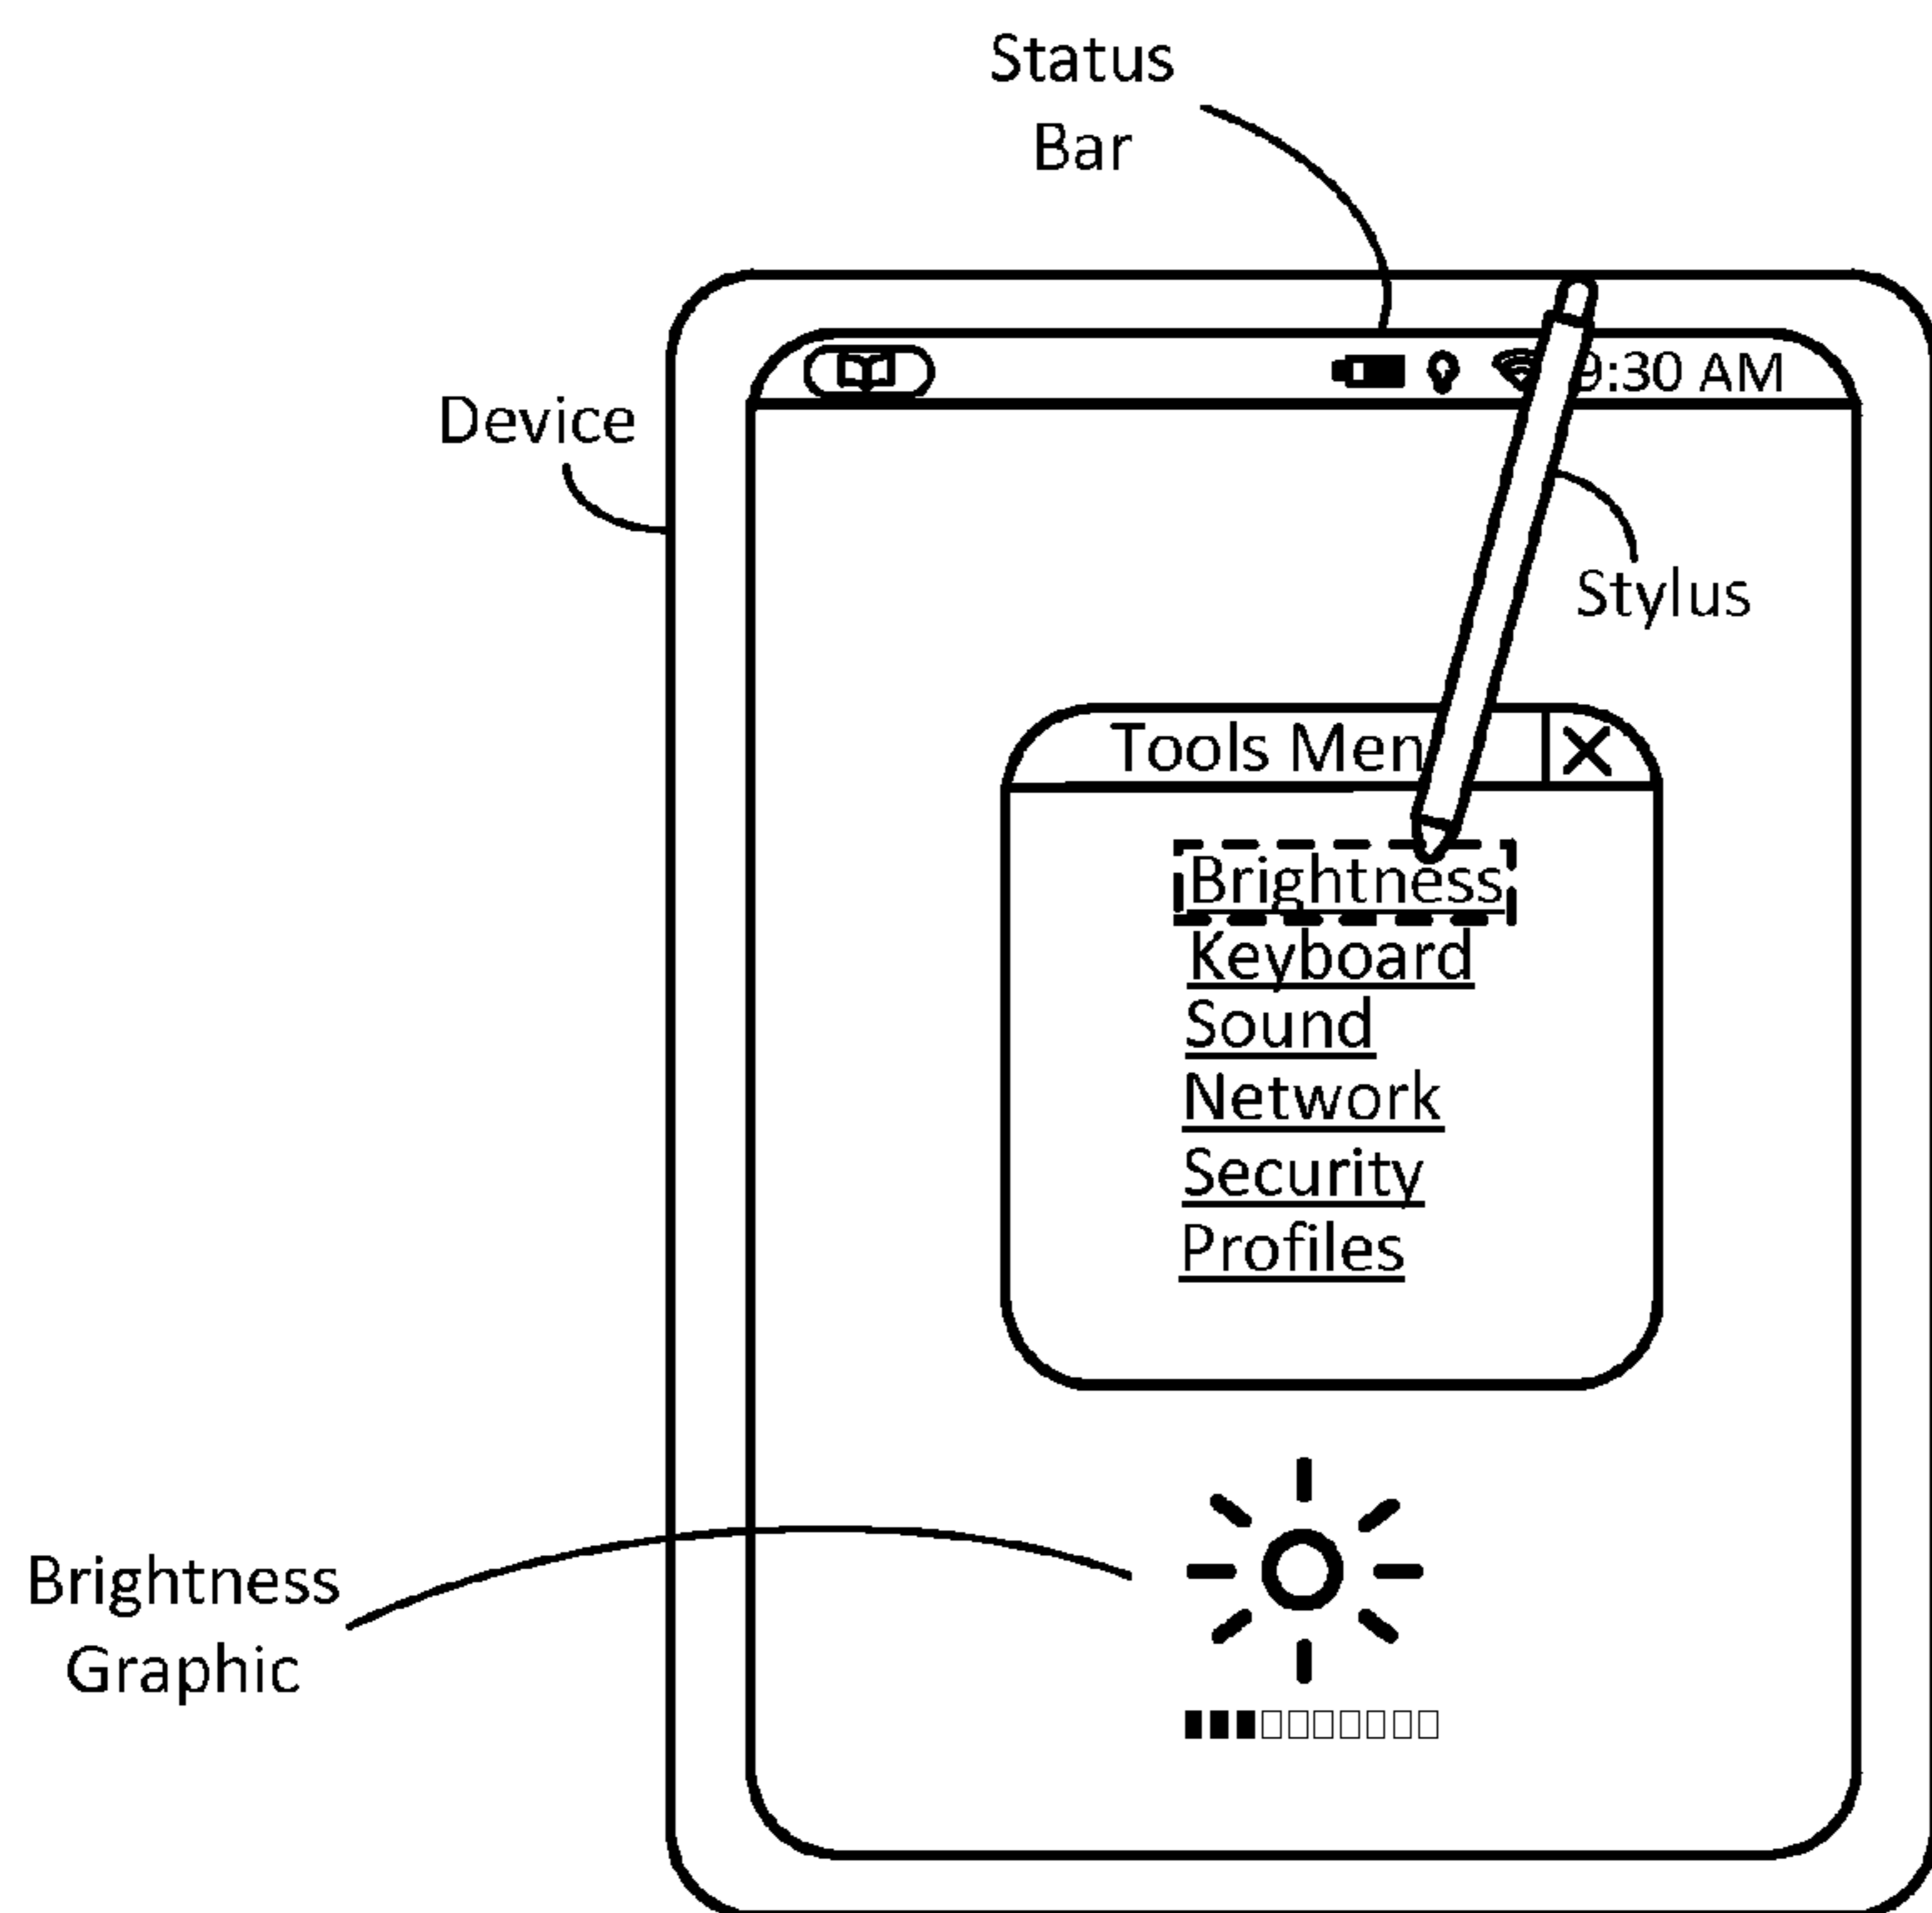 Status
Bar
9:30 AM
Device
Stylus
Tools Men
Brightness
Keyboard
Sound
Network
Security
Profiles
Brightness
Graphic